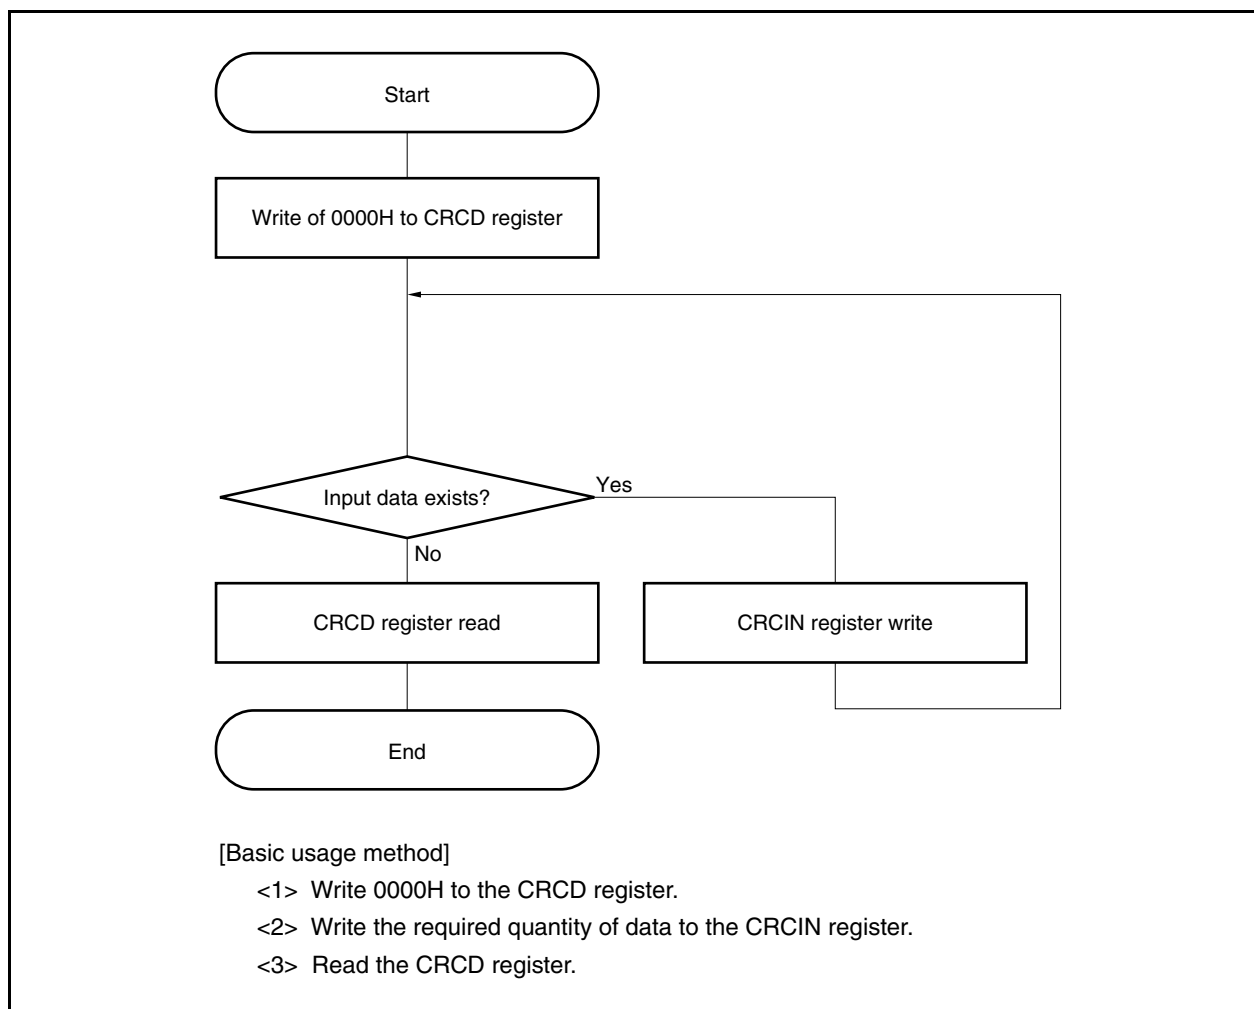 Start
Write of 0000H to CRCD register
Input data exists?
Yes
No
CRCD register read
CRCIN register write
End
[Basic usage method]
<1> Write 0000H to the CRCD register.
<2> Write the required quantity of data to the CRCIN register.
<3> Read the CRCD register.